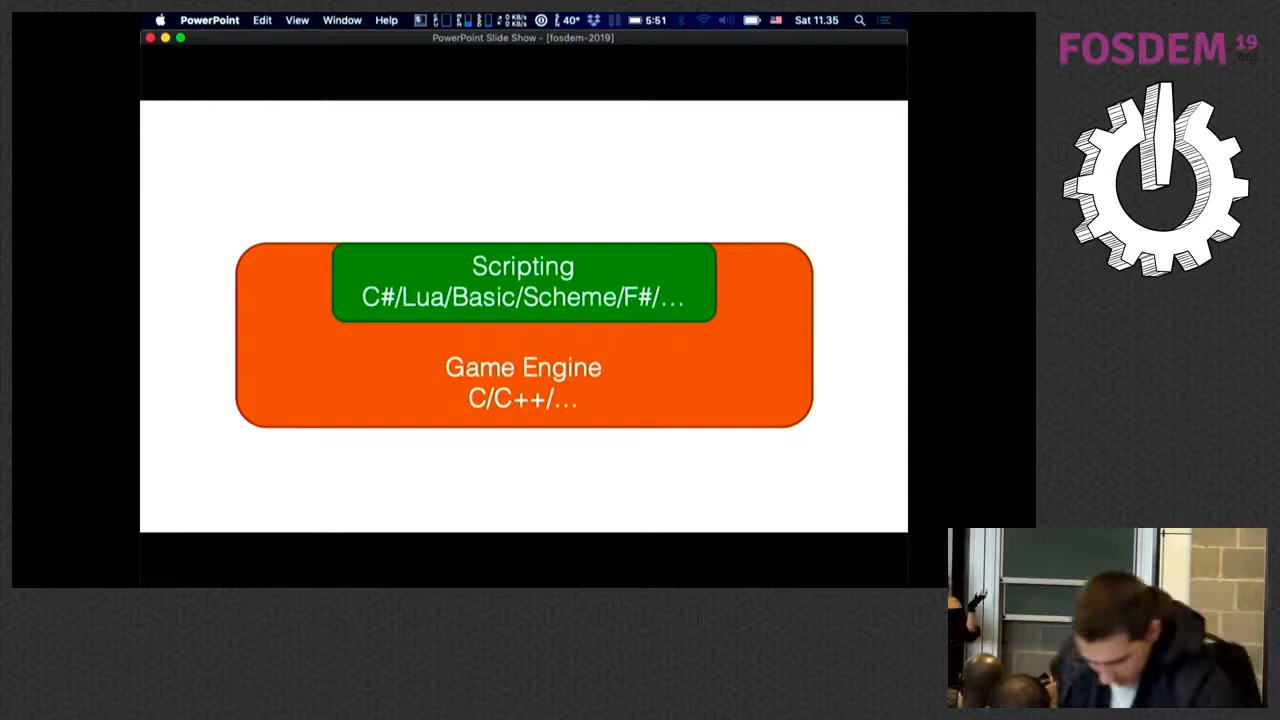 PowerPoint Edit View Window Help 40° 5:51 Sat 11.35
PowerPoint Slide Show - [fosdem-2019]
FOSDEM 19
.org
Scripting
C#/Lua/Basic/Scheme/F#/…
Game Engine
C/C++/…